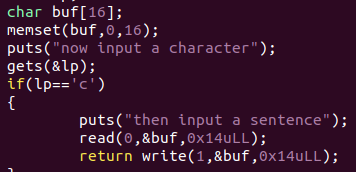 char buf[16];
memset(buf,0,16);
puts("now input a character");
gets(&lp);
if(lp=='c')
{
puts("then input a sentence");
read(0,&buf,0x14uLL);
return write(1,&buf,0x14uLL);
}